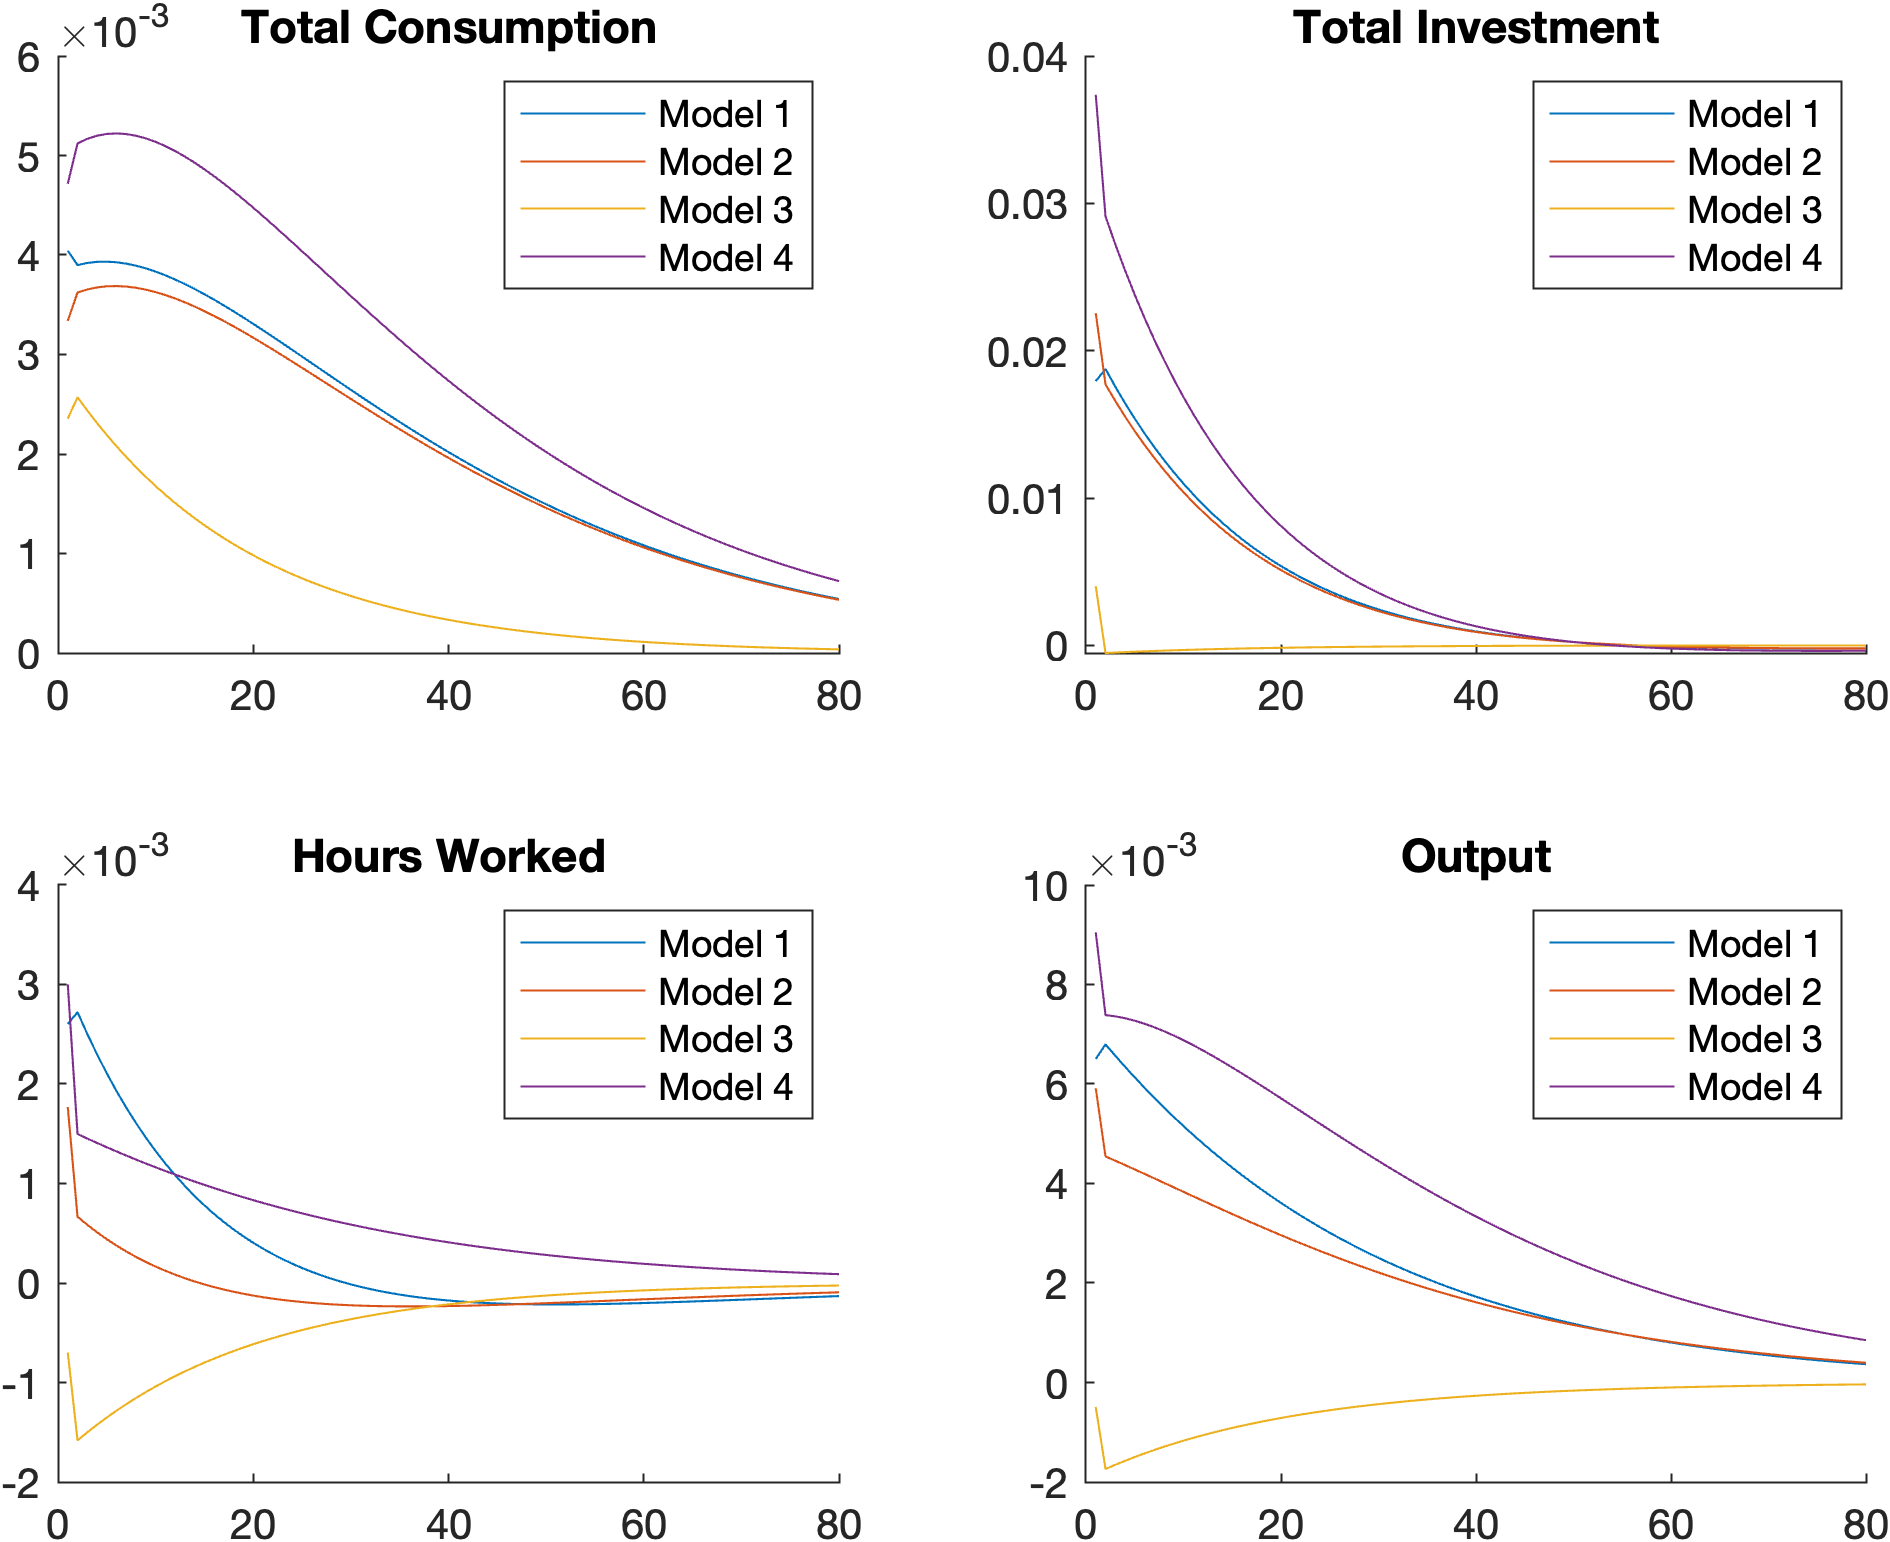 ×10-3 Total Consumption
6
5
4
3
2
1
0
0 20 40 60 80
Model 1
Model 2
Model 3
Model 4
Total Investment
0.04
0.03
0.02
0.01
0
0 20 40 60 80
Model 1
Model 2
Model 3
Model 4
×10-3 Hours Worked
4
3
2
1
0
-1
-2
0 20 40 60 80
Model 1
Model 2
Model 3
Model 4
×10-3 Output
10
8
6
4
2
0
-2
0 20 40 60 80
Model 1
Model 2
Model 3
Model 4